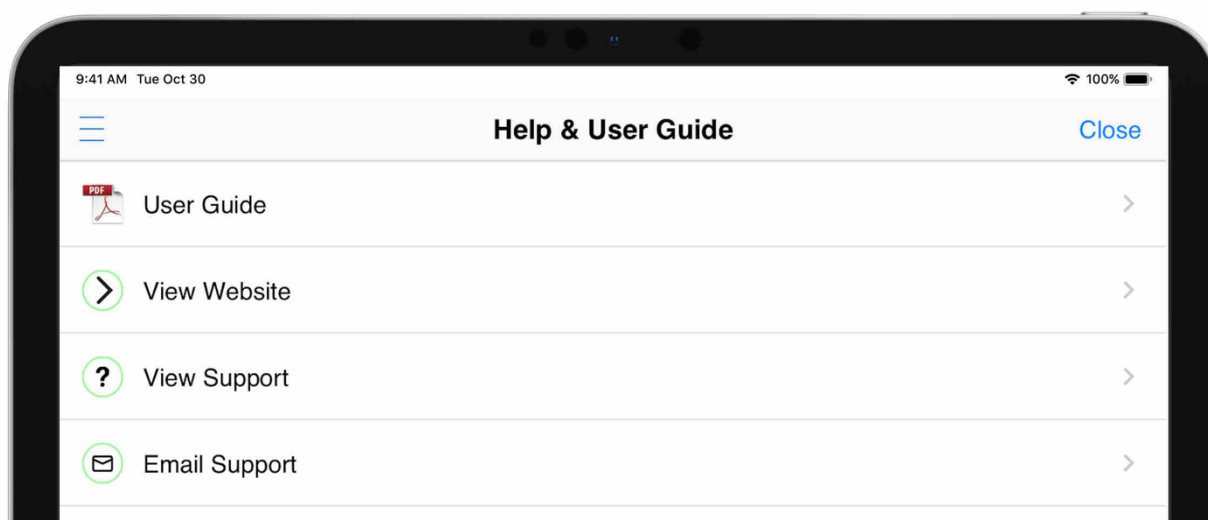 9:41 AM Tue Oct 30 100%
Help & User Guide Close
PDF User Guide
View Website
? View Support
Email Support